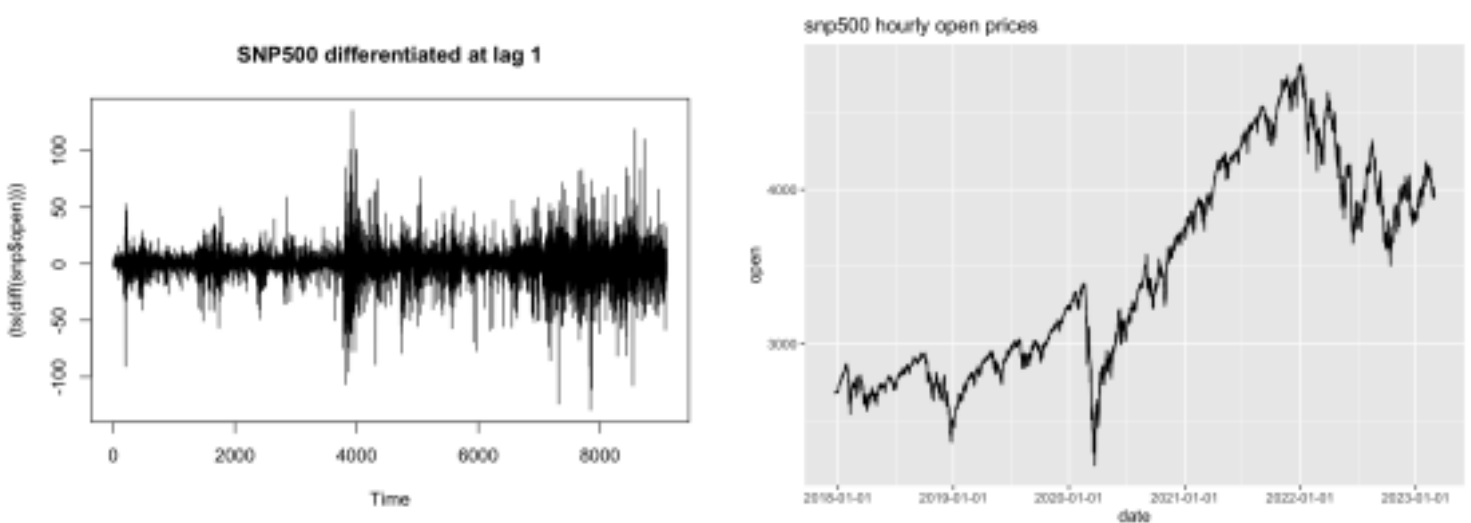 SNP500 differentiated at lag 1
(ts(diff(snp$open)))
100
50
0
-50
-100
0 2000 4000 6000 8000
Time
snp500 hourly open prices
open
4000
3000
2018-01-01 2019-01-01 2020-01-01 2021-01-01 2022-01-01 2023-01-01
date